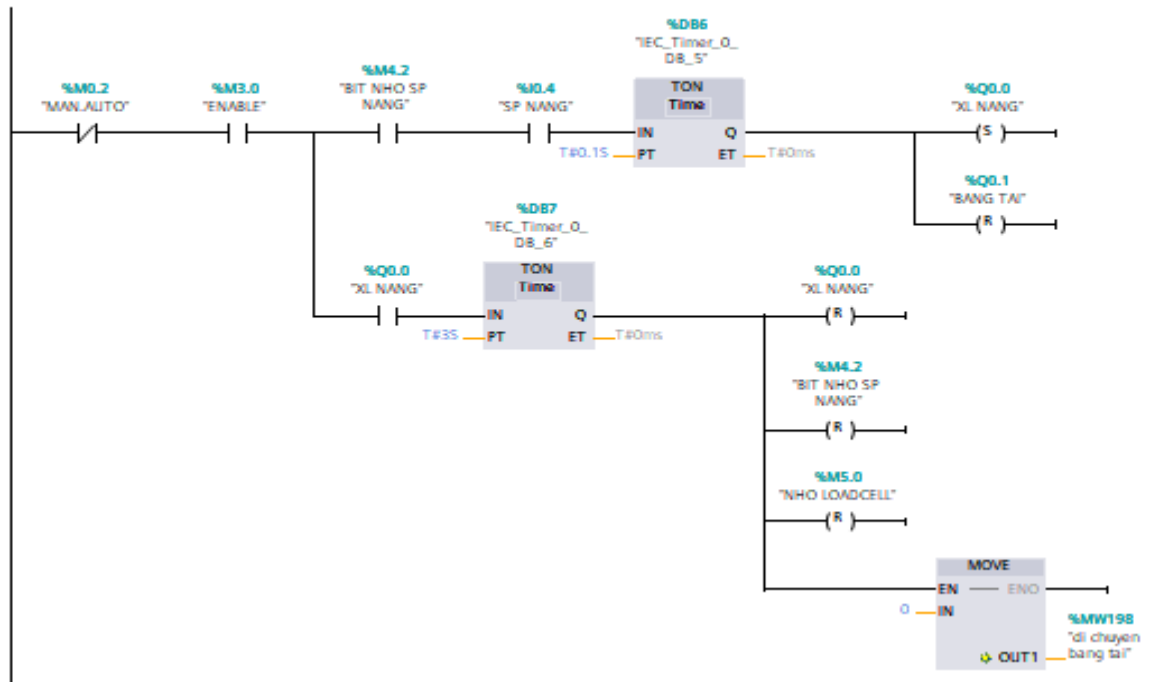 %DB6
"IEC_Timer_0_
DB_5"
%M0.2
"MAN.AUTO"
%M3.0
"ENABLE"
%M4.2
"BIT NHO SP
NANG"
%I0.4
"SP NANG"
TON
Time
%Q0.0
"XL NANG"
IN
Q
S
T#0.1S
PT
ET
T#0ms
%Q0.1
"BANG TAI"
R
%DB7
"IEC_Timer_0_
DB_6"
%Q0.0
"XL NANG"
TON
Time
%Q0.0
"XL NANG"
IN
Q
R
T#3S
PT
ET
T#0ms
%M4.2
"BIT NHO SP
NANG"
R
%M5.0
"NHO LOADCELL"
R
MOVE
EN
ENO
0
IN
%MW198
"di chuyen
bang tai"
OUT1